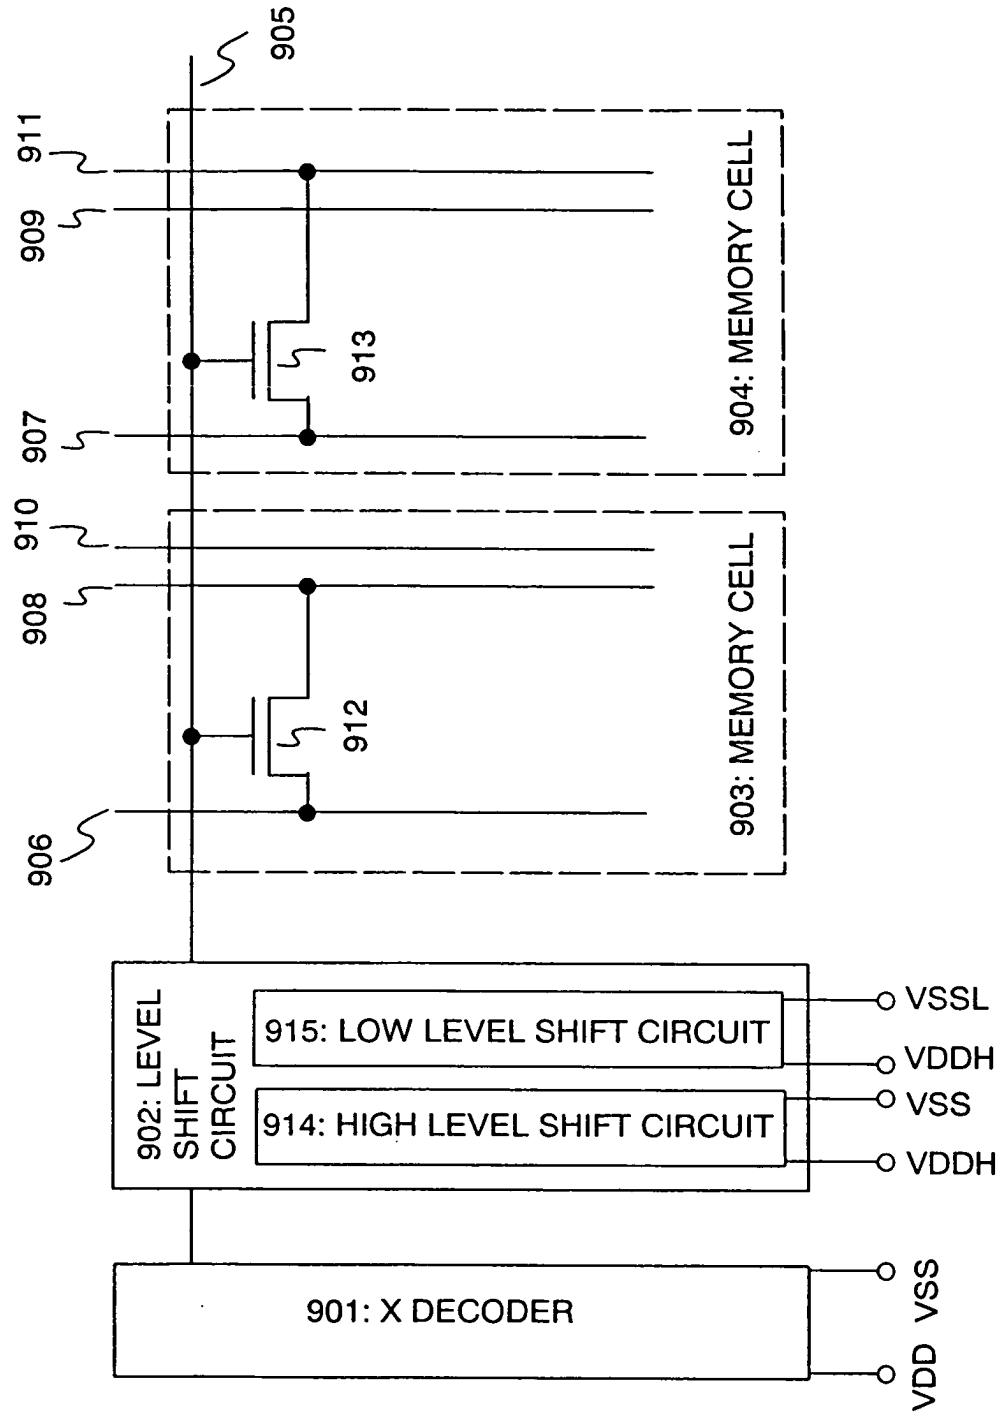 905
911
909
907
910
908
906
913
912
904: MEMORY CELL
903: MEMORY CELL
902: LEVEL
SHIFT
CIRCUIT
915: LOW LEVEL SHIFT CIRCUIT
914: HIGH LEVEL SHIFT CIRCUIT
VSSL
VDDH
VSS
VDDH
901: X DECODER
VSS
VDD